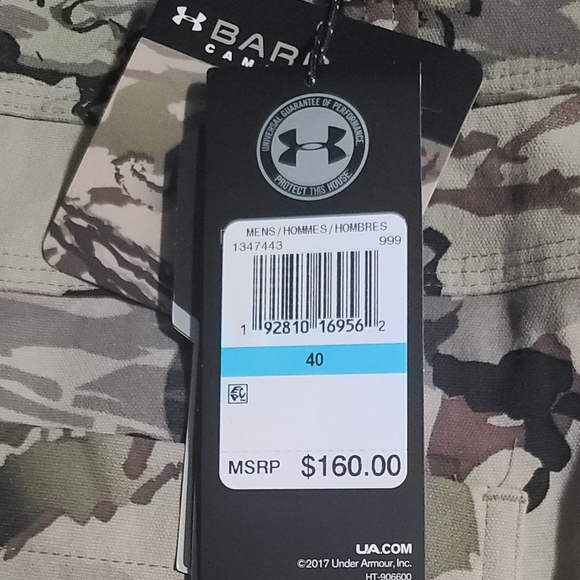 BAR
CAM
UNIVERSAL GUARANTEE OF PERFORMANCE
PROTECT THIS HOUSE
MENS/HOMMES/HOMBRES
1347443 999
1 92810 16956 2
40
MSRP $160.00
UA.COM
©2017 Under Armour, Inc.
HT-906600